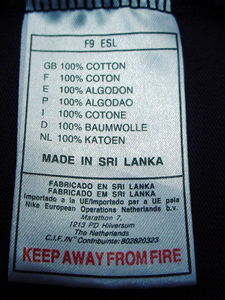 F9 ESL
GB 100% COTTON
F 100% COTON
E 100% ALGODON
P 100% ALGODAO
I 100% COTONE
D 100% BAUMWOLLE
NL 100% KATOEN
MADE IN SRI LANKA
FABRICADO EN SRI LANKA
FABRICADO EM SRI LANKA
Importado a la UE/Importado par a UE pala
Nike European Operations Netherlands b.v.
Marathon 7,
1213 PD Hilversum
The Netherlands
C.I.F./N° Contribuinte: 802820323
KEEP AWAY FROM FIRE